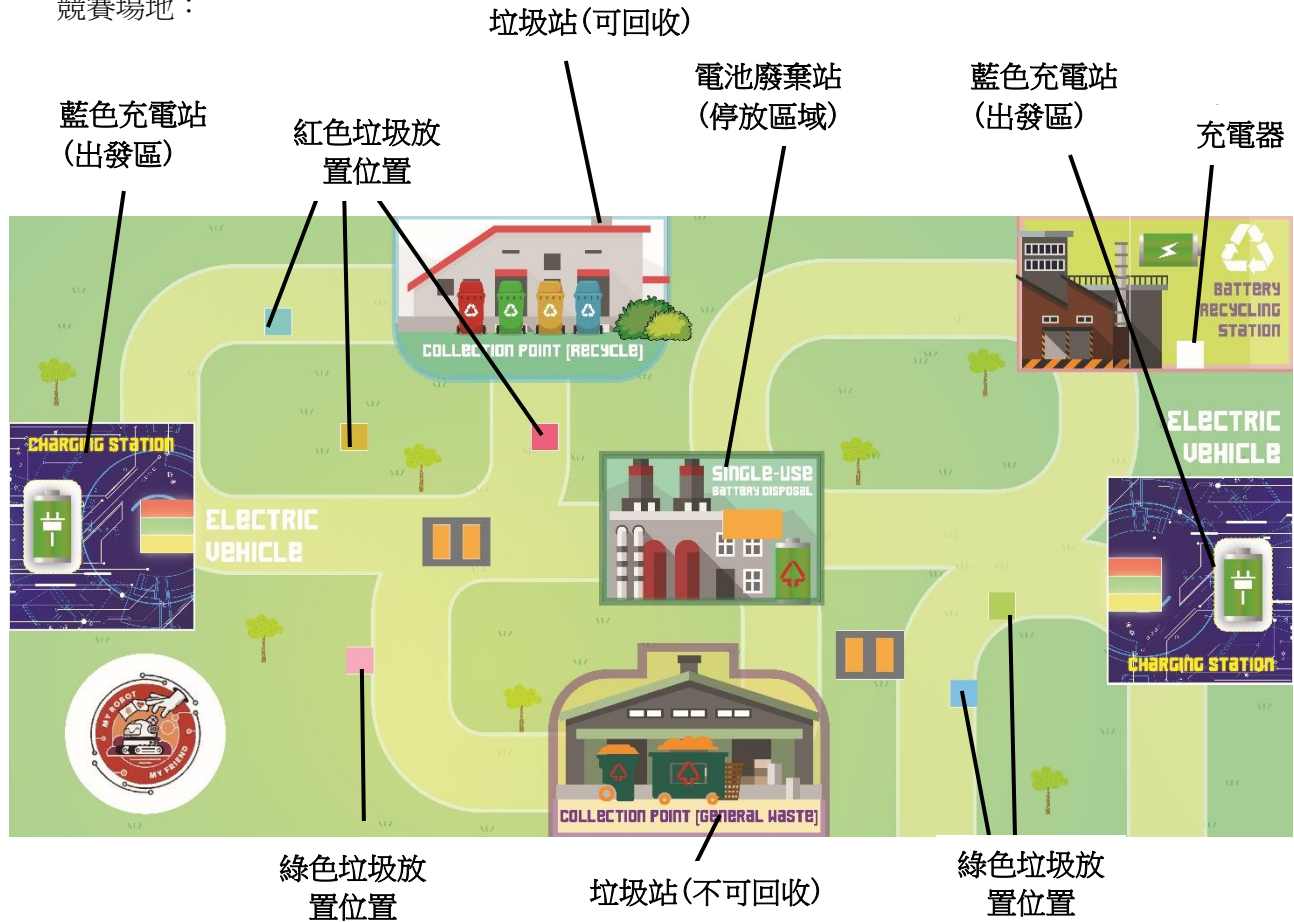 競賽場地：
垃圾站(可回收)
電池廢棄站
(停放區域)
藍色充電站
(出發區)
藍色充電站
(出發區)
紅色垃圾放
置位置
充電器
COLLECTION POINT [RECYCLE]
BATTERY
RECYCLING
STATION
CHARGING STATION
ELECTRIC
VEHICLE
SINGLE-USE
BATTERY DISPOSAL
ELECTRIC
VEHICLE
CHARGING STATION
MY ROBOT
MY FRIEND
COLLECTION POINT [GENERAL WASTE]
綠色垃圾放
置位置
垃圾站(不可回收)
綠色垃圾放
置位置